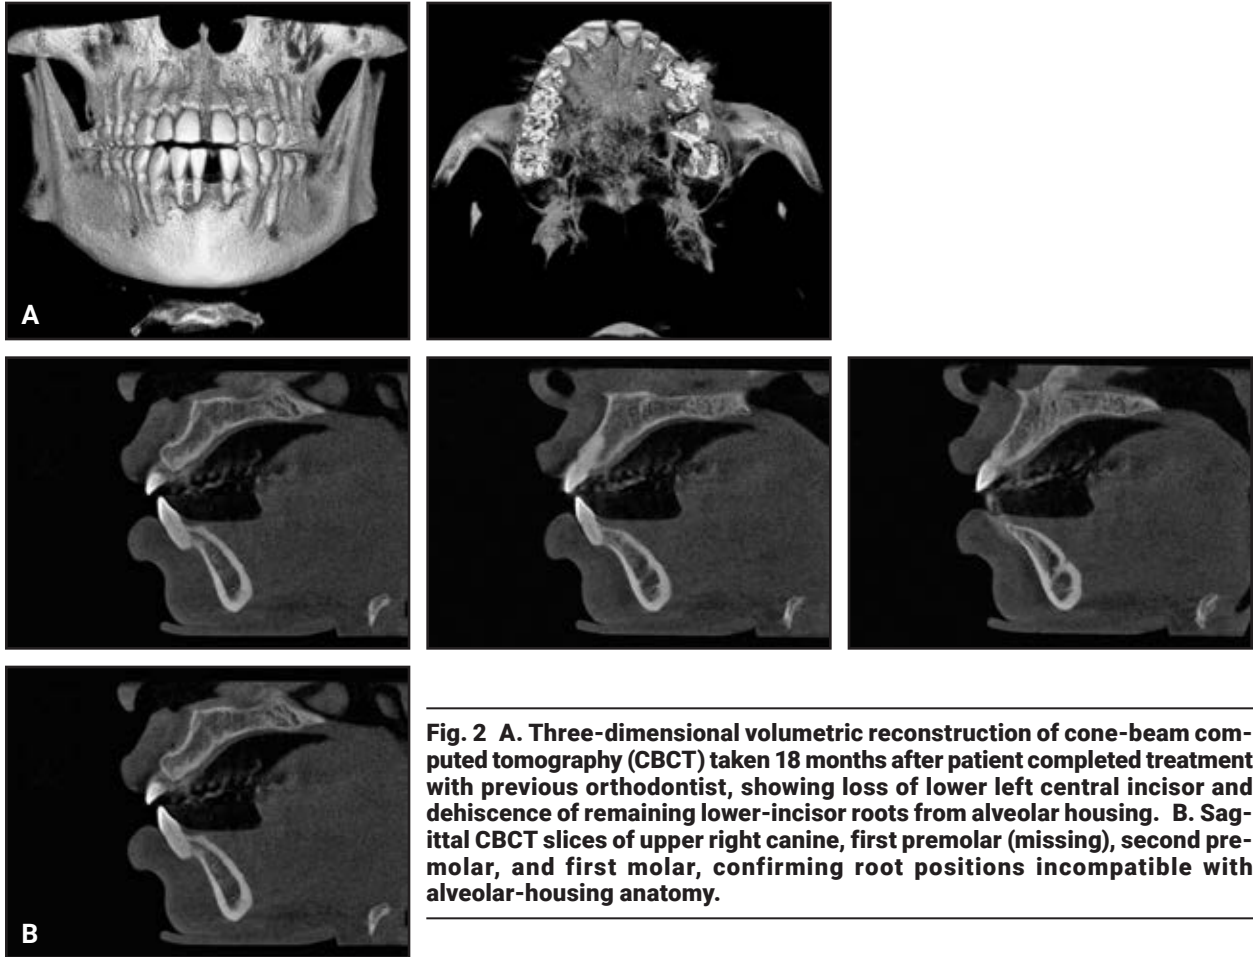 A
Fig. 2 A. Three-dimensional volumetric reconstruction of cone-beam com-
puted tomography (CBCT) taken 18 months after patient completed treatment
with previous orthodontist, showing loss of lower left central incisor and
dehiscence of remaining lower-incisor roots from alveolar housing. B. Sag-
ittal CBCT slices of upper right canine, first premolar (missing), second pre-
molar, and first molar, confirming root positions incompatible with
alveolar-housing anatomy.
B